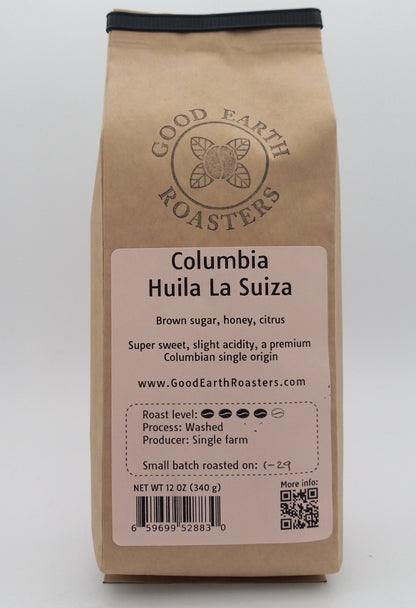 GOOD EARTH
ROASTERS
Columbia
Huila La Suiza
Brown sugar, honey, citrus
Super sweet, slight acidity, a premium
Columbian single origin
www.GoodEarthRoasters.com
Roast level:
Process: Washed
Producer: Single farm
Small batch roasted on: 1-29
NET WT 12 OZ (340 g)
More info:
6 59699 52883 0